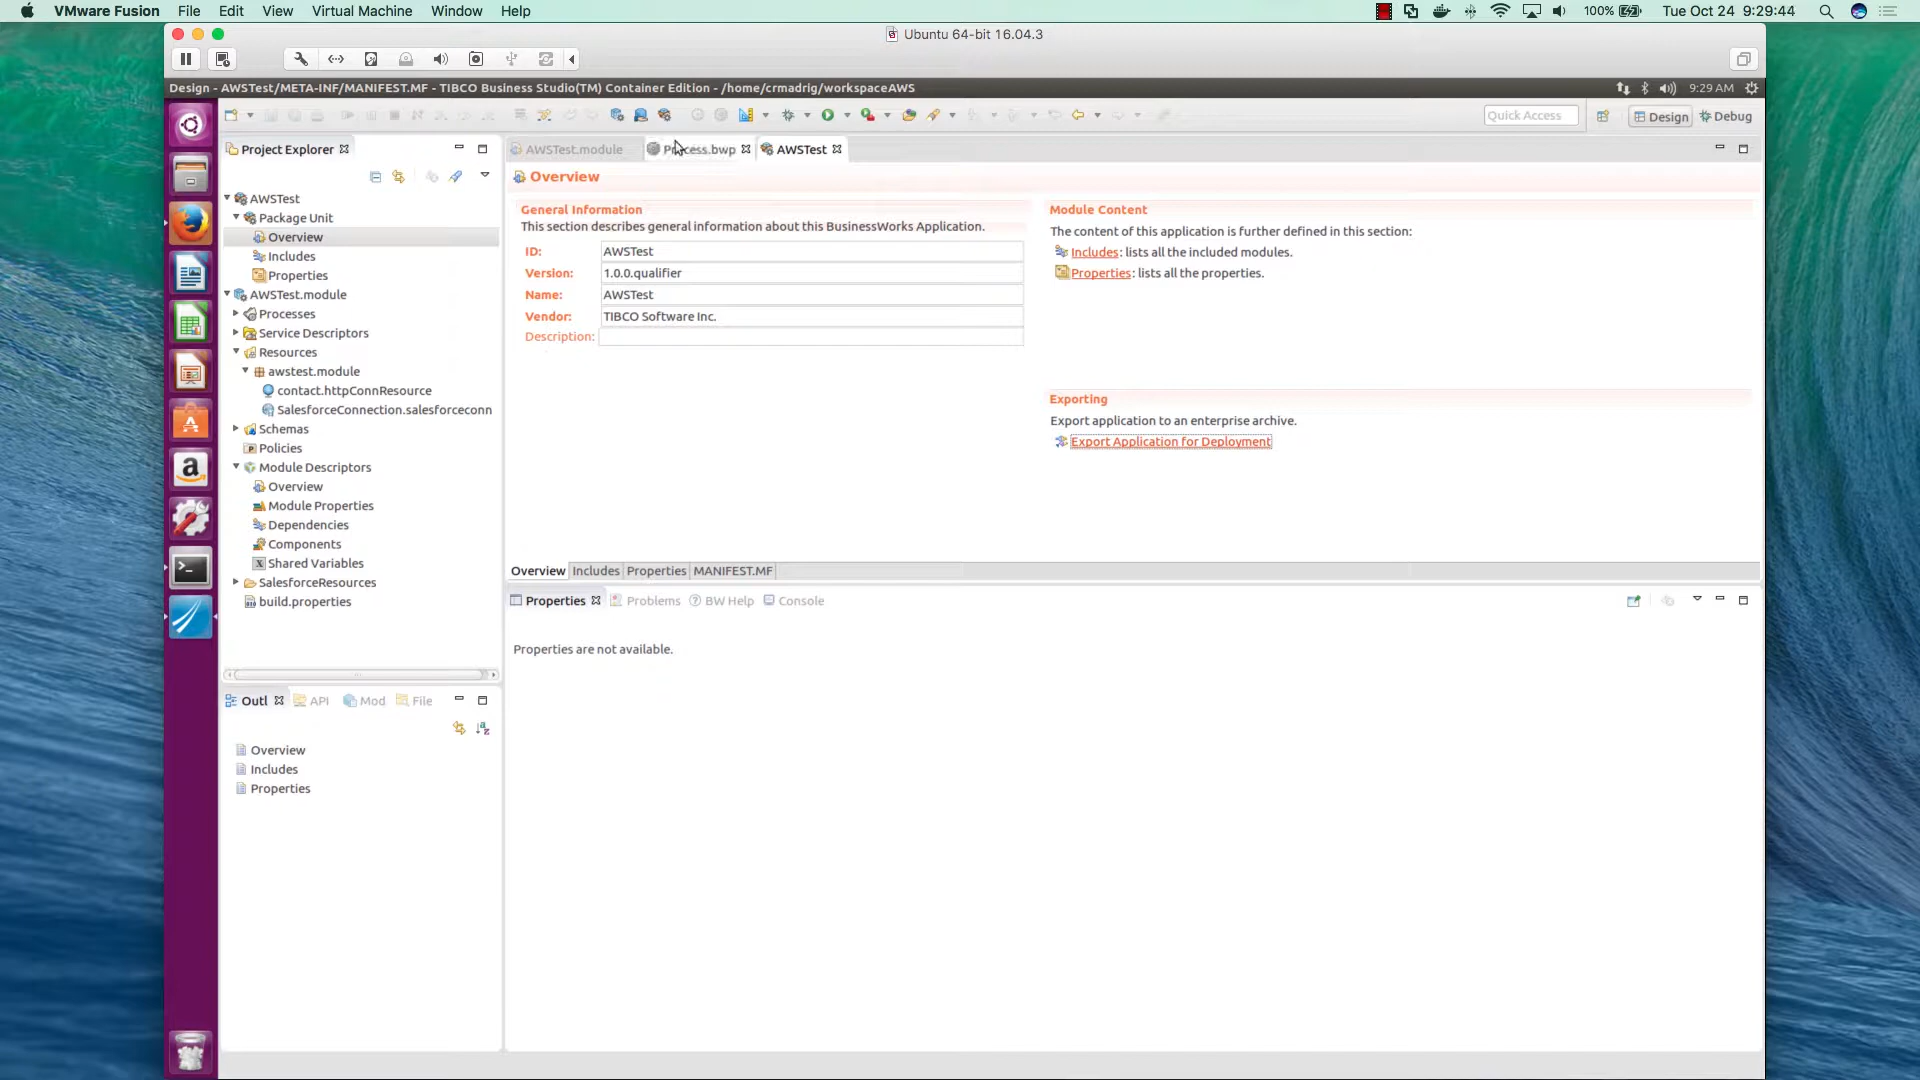 VMware Fusion File Edit View Virtual Machine Window Help 100% Tue Oct 24 9:29:44
Ubuntu 64-bit 16.04.3
Design - AWSTest/META-INF/MANIFEST.MF - TIBCO Business Studio(TM) Container Edition - /home/crmadrig/workspaceAWS 9:29 AM
Quick Access Design Debug
Project Explorer
AWSTest.module Process.bwp AWSTest
Overview
AWSTest
Package Unit
Overview
Includes
Properties
AWSTest.module
Processes
Service Descriptors
Resources
awstest.module
contact.httpConnResource
SalesforceConnection.salesforceconn
Schemas
Policies
Module Descriptors
Overview
Module Properties
Dependencies
Components
Shared Variables
SalesforceResources
build.properties
General Information
This section describes general information about this BusinessWorks Application.
ID: AWSTest
Version: 1.0.0.qualifier
Name: AWSTest
Vendor: TIBCO Software Inc.
Description:
Module Content
The content of this application is further defined in this section:
Includes: lists all the included modules.
Properties: lists all the properties.
Exporting
Export application to an enterprise archive.
Export Application for Deployment
Overview Includes Properties MANIFEST.MF
Properties Problems BW Help Console
Properties are not available.
Outl API Mod File
Overview
Includes
Properties